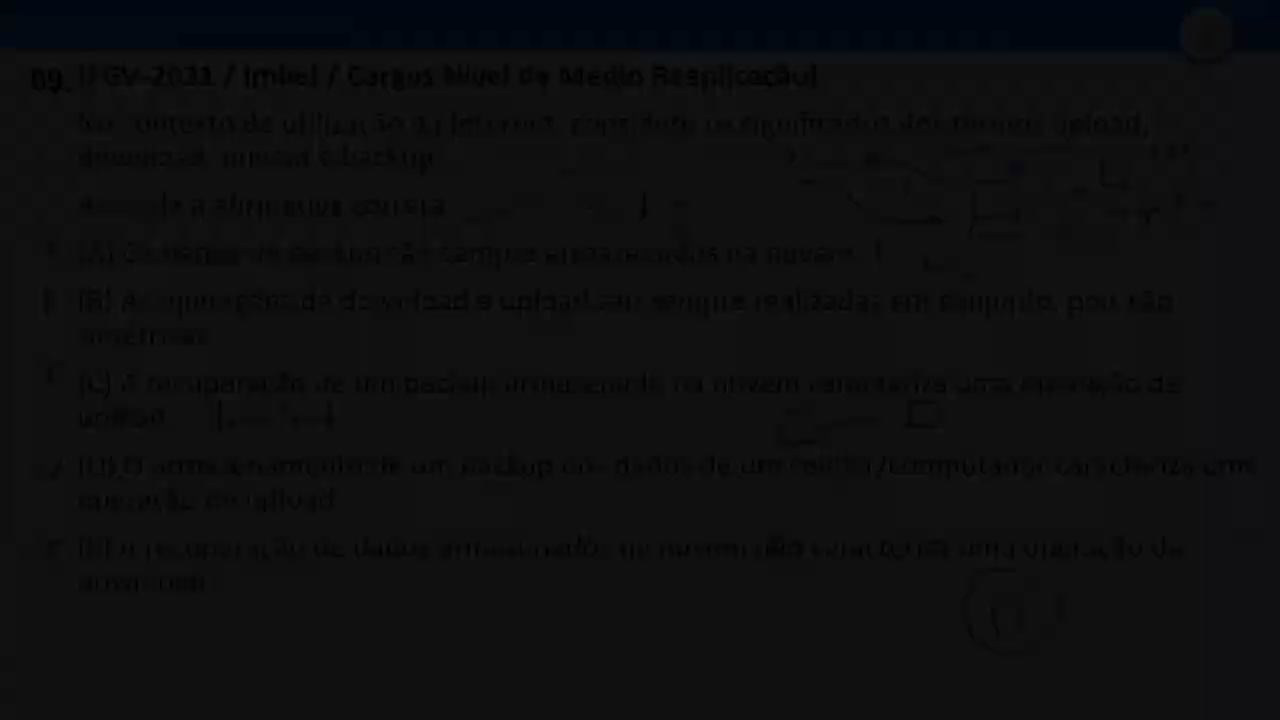 09. [FGV-2021 / Imbel / Cargos Nível de Médio Reaplicação]
No contexto de utilização da Internet, considere os significados dos termos upload,
download, nuvem e backup.
Assinale a afirmativa correta.
(A) Os dados de backup são sempre armazenados na nuvem.
(B) As operações de download e upload são sempre realizadas em conjunto, pois são
simétricas.
(C) A recuperação de um backup armazenado na nuvem caracteriza uma operação de
upload.
(D) O armazenamento de um backup dos dados de um celular/computador caracteriza uma
operação de upload.
(E) A recuperação de dados armazenados na nuvem não caracteriza uma operação de
download.